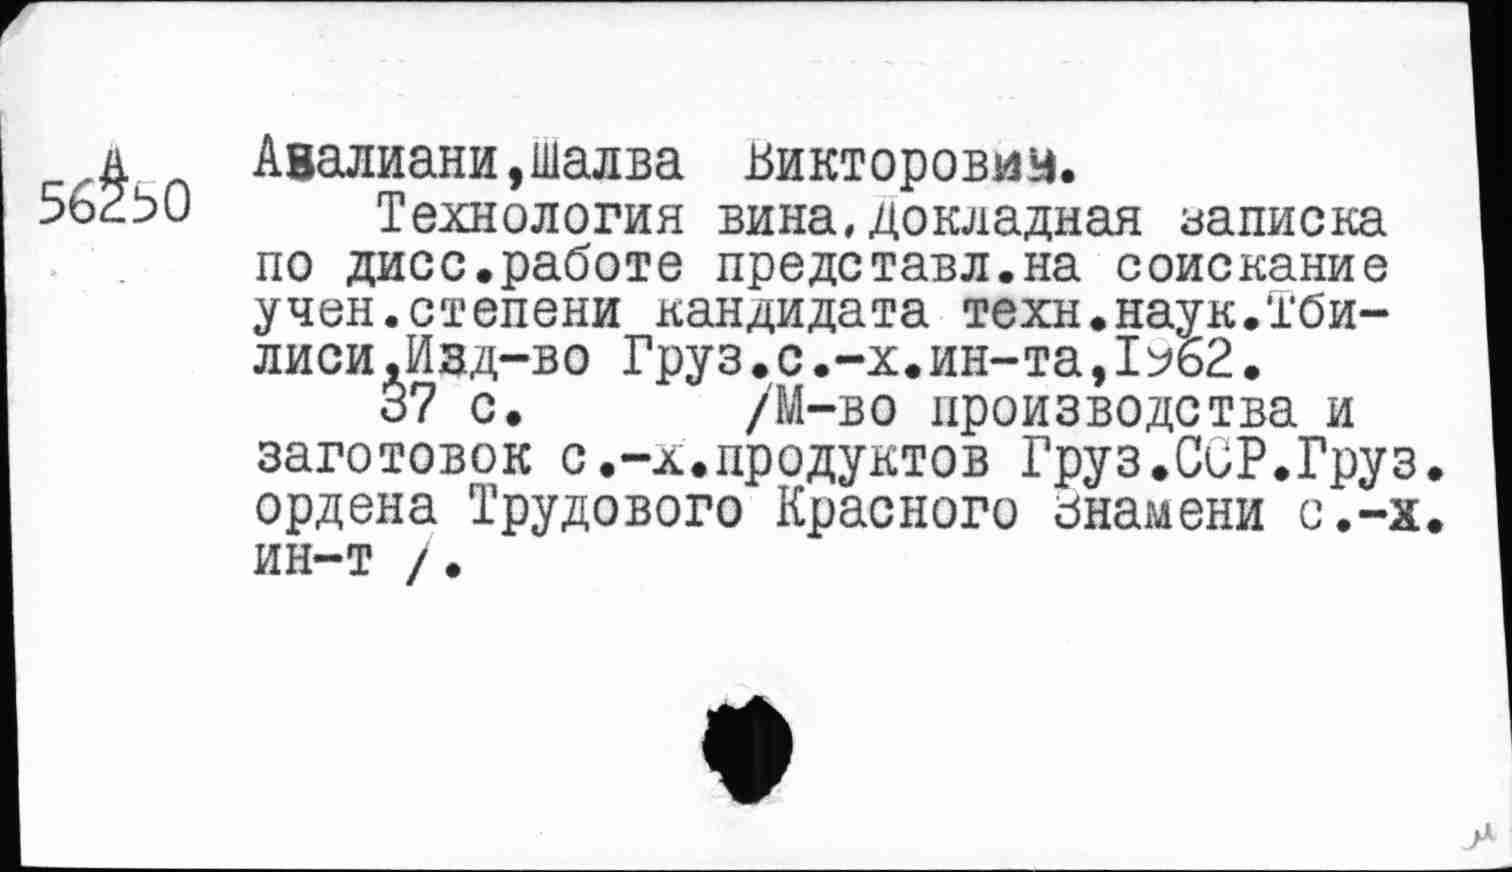 А
56250
Авалиани,Шалва Викторович.
Технология вина.Докладная записка
по дисс.работе представл.на соискание
учен.степени кандидата техн.наук.Тби-
лиси,Изд-во Груз.с.-х.ин-та,1962.
37 с. /М-во производства и
заготовок с.-х.продуктов Груз.ССР.Груз.
ордена Трудового Красного Знамени с.-х.
ин-т /.
м